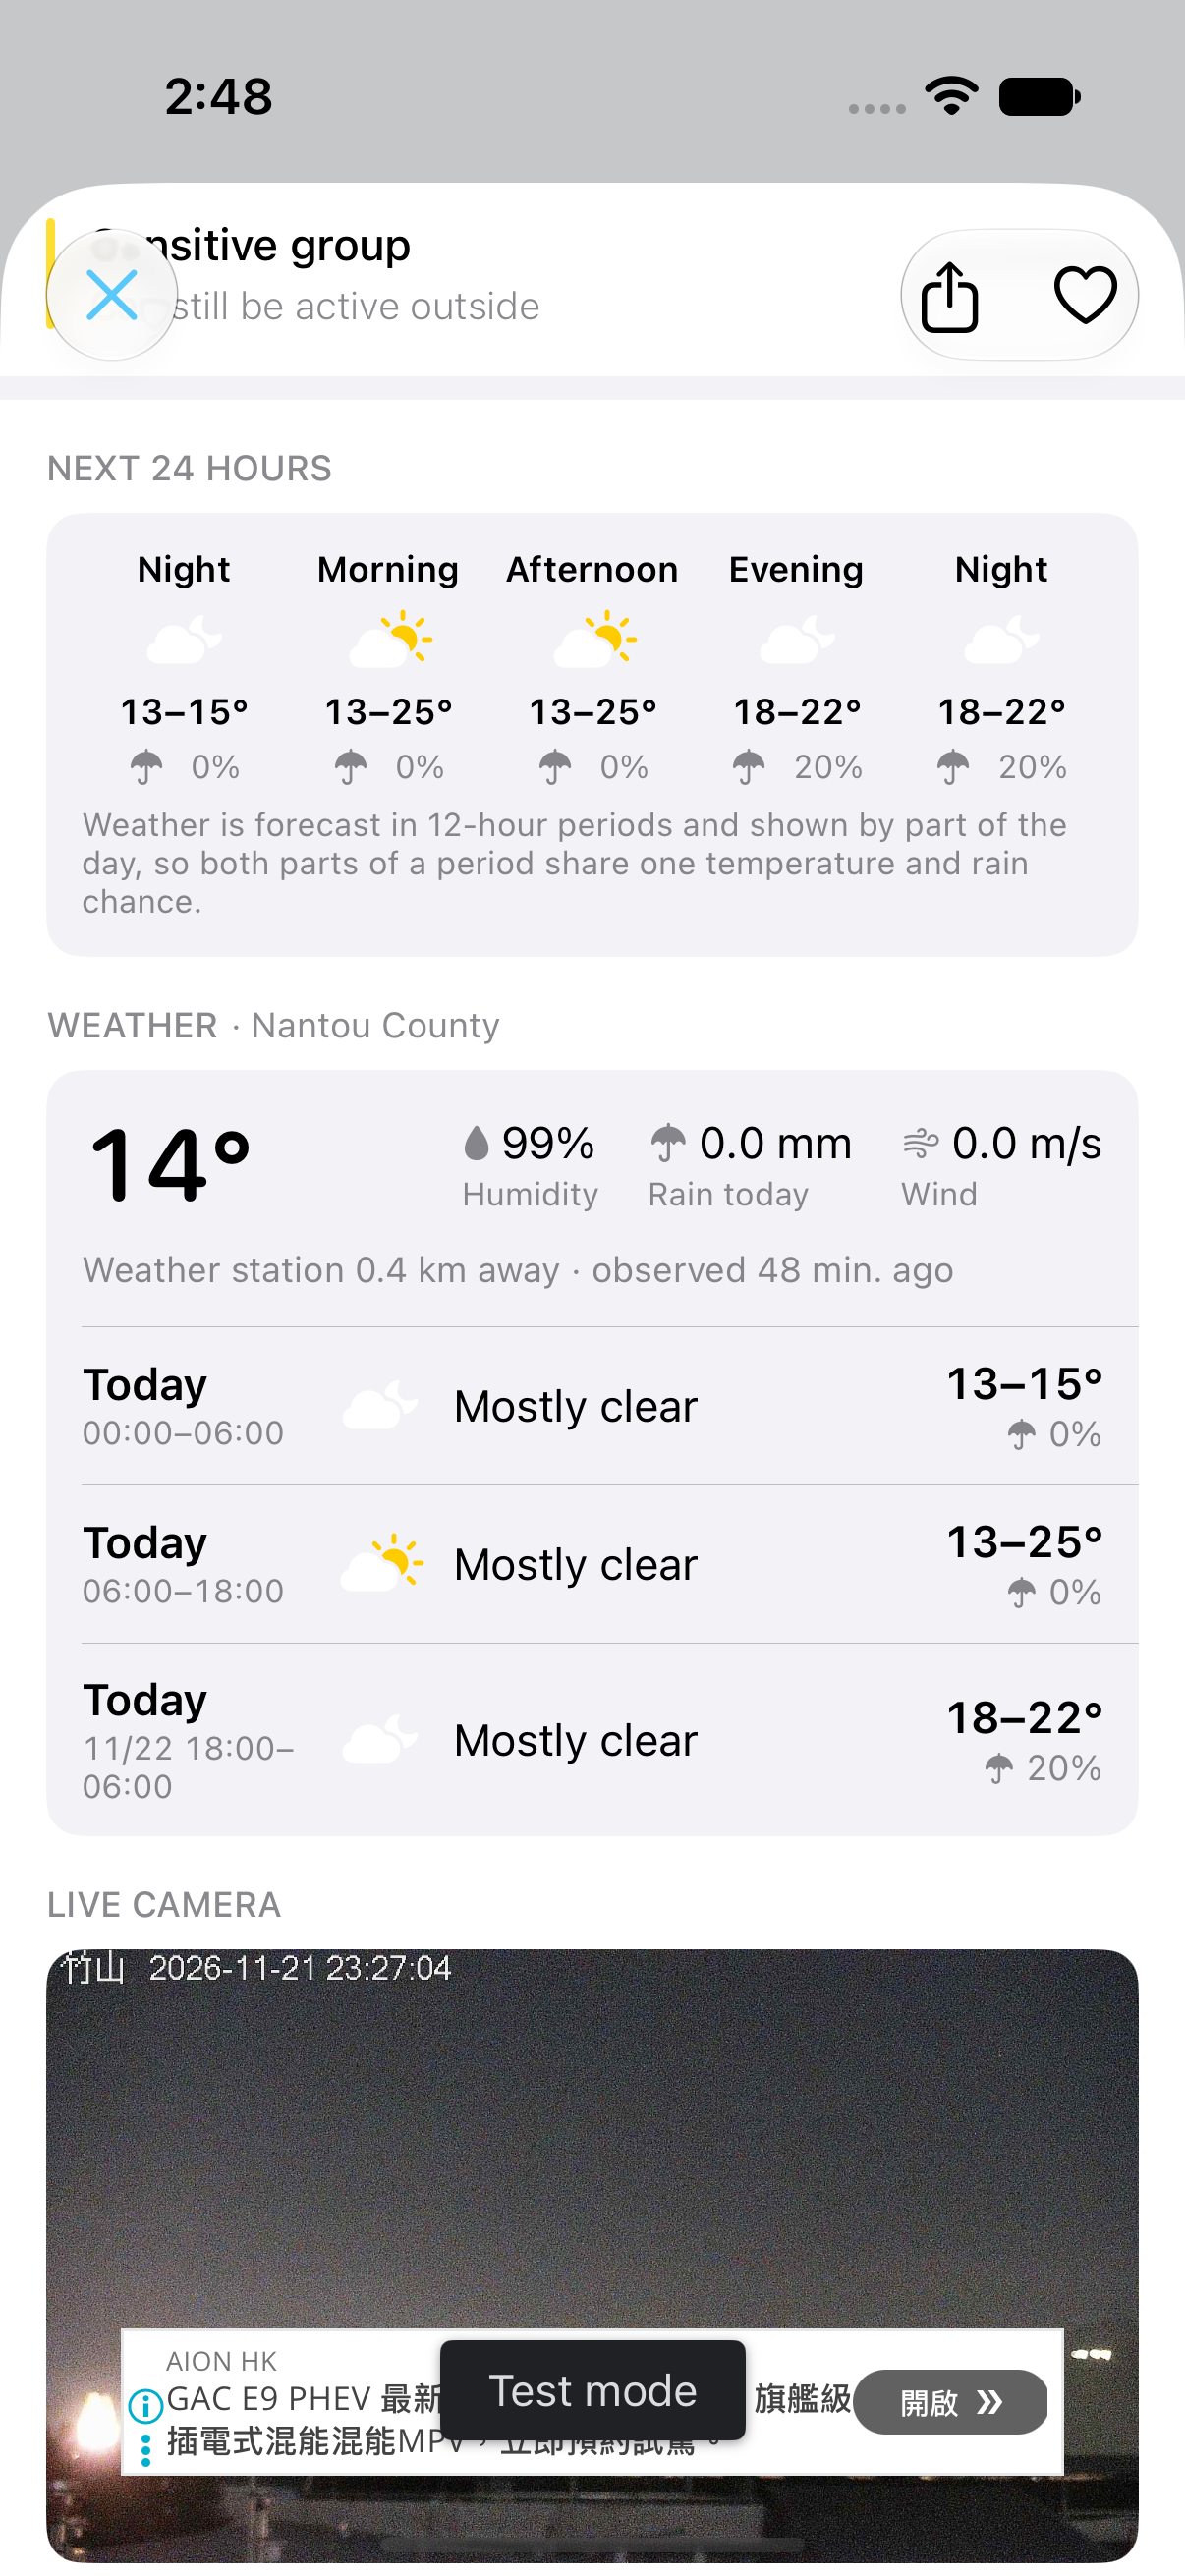 2:48
nsitive group
still be active outside
NEXT 24 HOURS
Night Morning Afternoon Evening Night
13–15° 13–25° 13–25° 18–22° 18–22°
0% 0% 0% 20% 20%
Weather is forecast in 12-hour periods and shown by part of the
day, so both parts of a period share one temperature and rain
chance.
WEATHER · Nantou County
14°
99% 0.0 mm 0.0 m/s
Humidity Rain today Wind
Weather station 0.4 km away · observed 48 min. ago
Today
00:00–06:00
Mostly clear
13–15°
0%
Today
06:00–18:00
Mostly clear
13–25°
0%
Today
11/22 18:00–
06:00
Mostly clear
18–22°
20%
LIVE CAMERA
竹山 2026-11-21 23:27:04
AION HK
GAC E9 PHEV 最新
旗艦級
插電式混能混能MPV，立即預約試駕。
Test mode
開啟 »